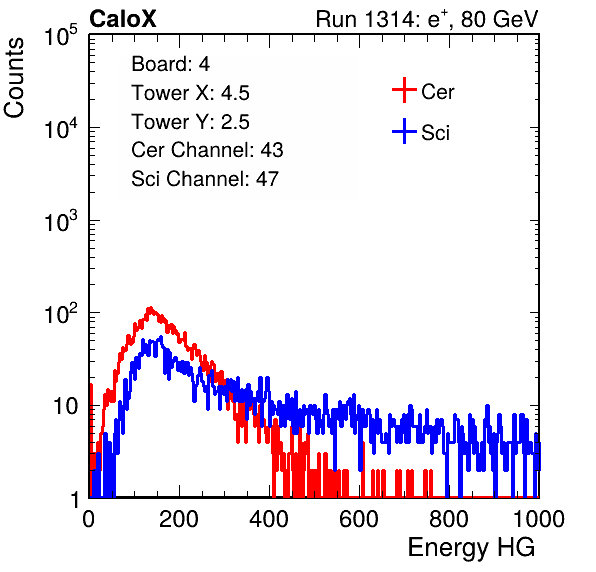 CaloX Run 1314: e⁺, 80 GeV
Counts
10⁵
10⁴
10³
10²
10
1
Board: 4
Tower X: 4.5
Tower Y: 2.5
Cer Channel: 43
Sci Channel: 47
Cer
Sci
0 200 400 600 800 1000
Energy HG